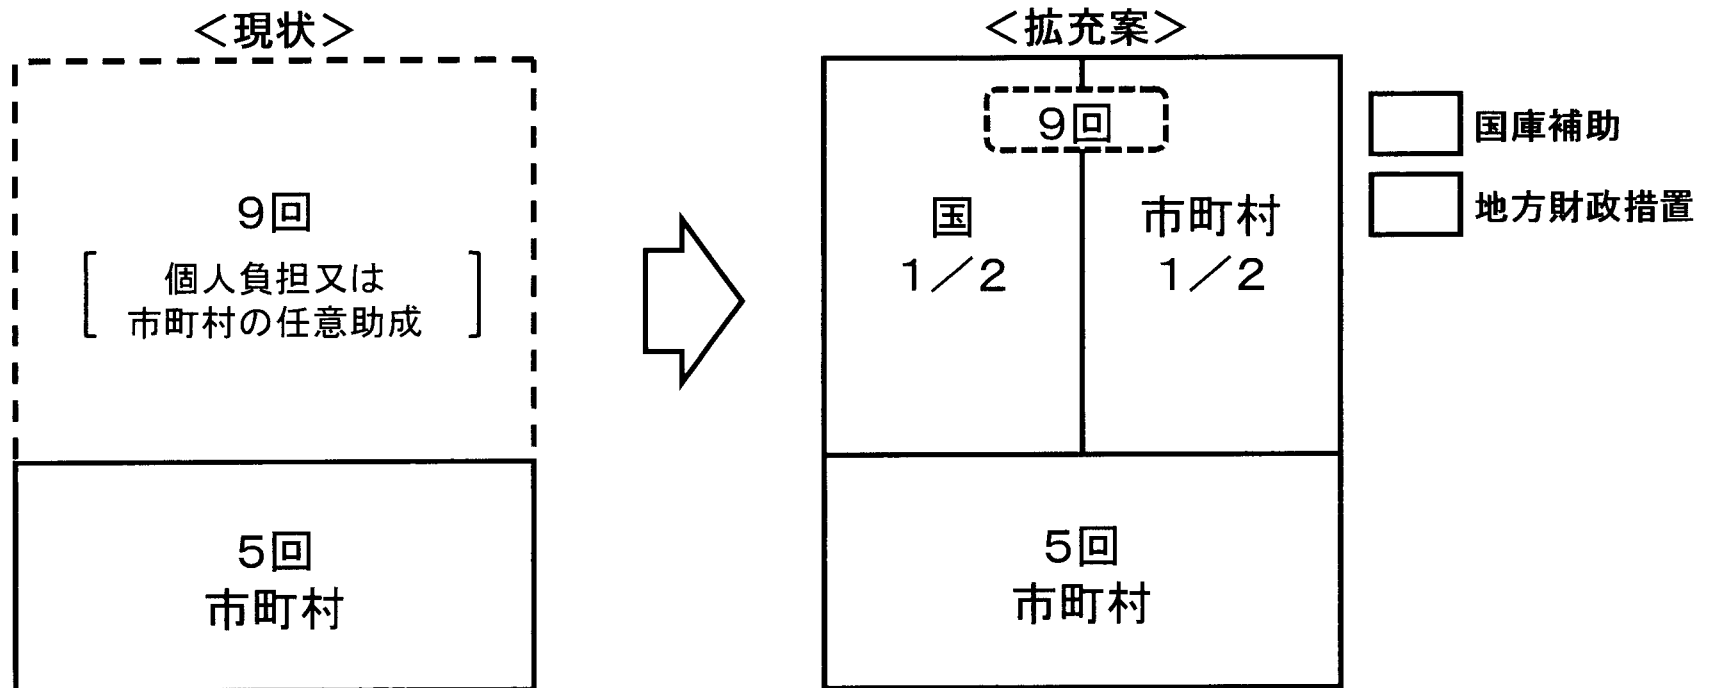 ＜現状＞
9回
個人負担又は
市町村の任意助成
5回
市町村
＜拡充案＞
9回
国
1／2
市町村
1／2
5回
市町村
国庫補助
地方財政措置